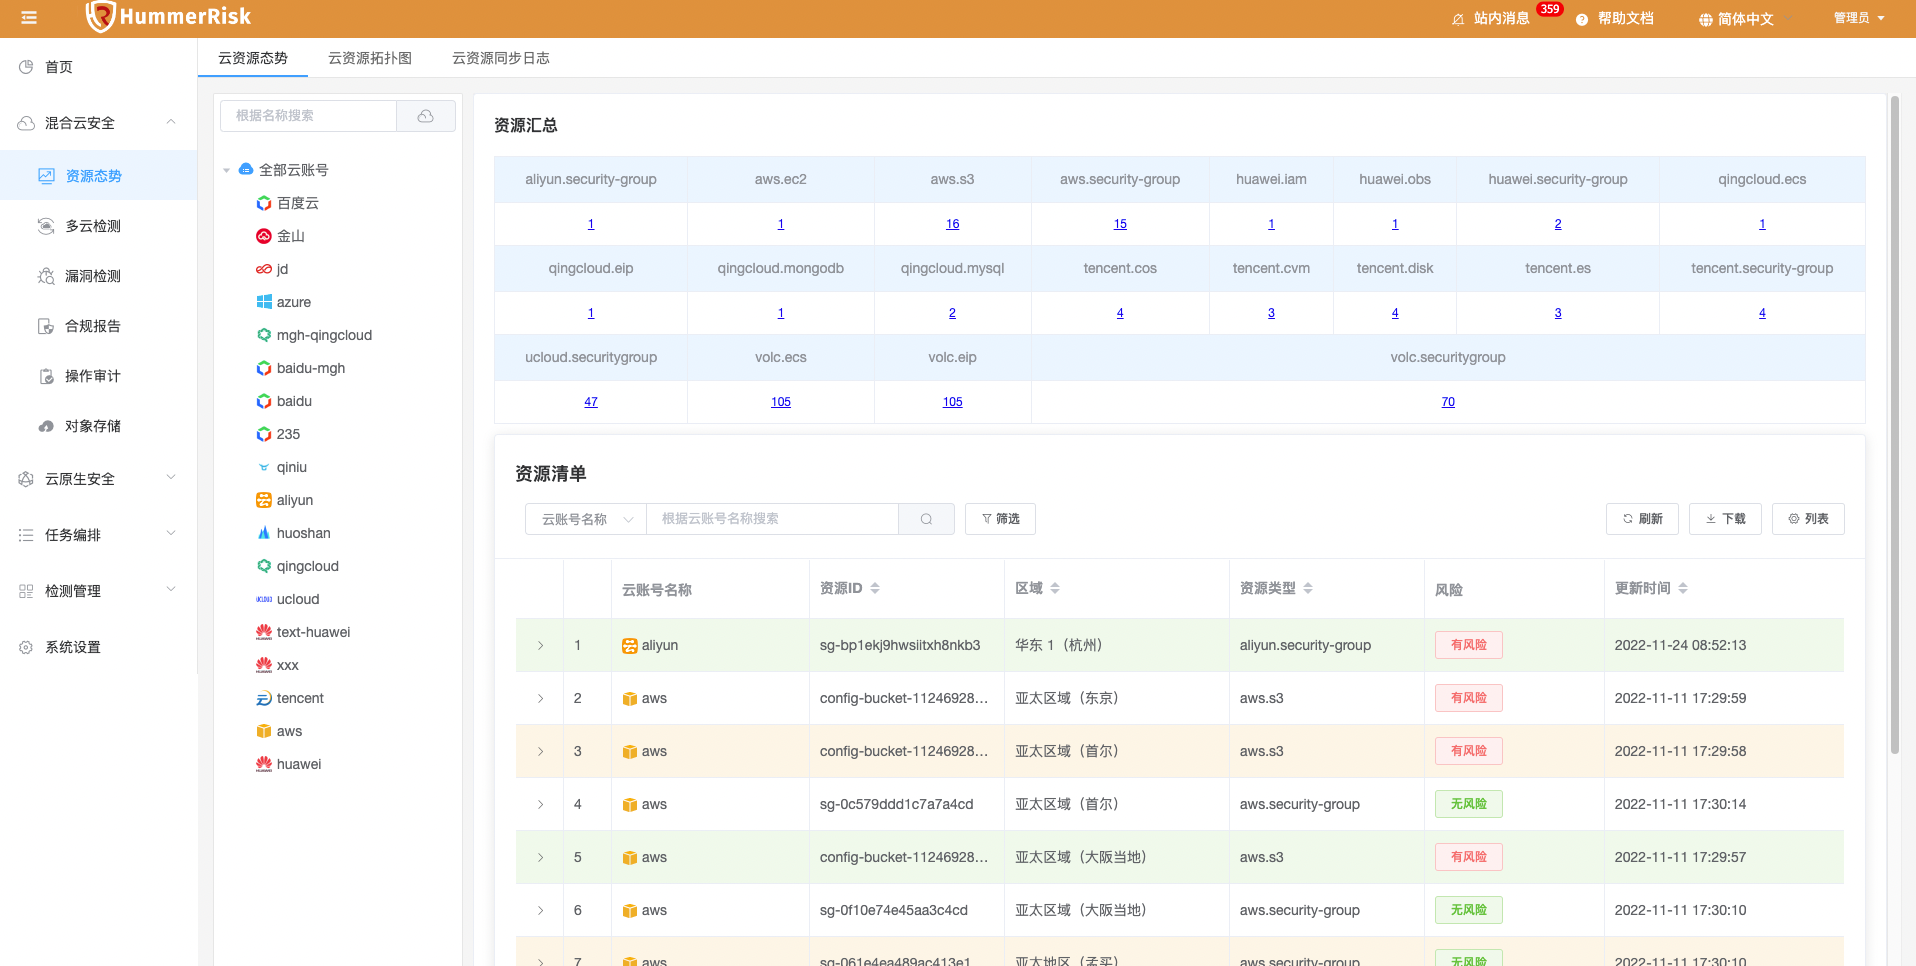 HummerRisk
站内消息 359 帮助文档 简体中文 管理员
首页
混合云安全
资源态势
多云检测
漏洞检测
合规报告
操作审计
对象存储
云原生安全
任务编排
检测管理
系统设置
云资源态势 云资源拓扑图 云资源同步日志
根据名称搜索
全部云账号
百度云
金山
jd
azure
mgh-qingcloud
baidu-mgh
baidu
235
qiniu
aliyun
huoshan
qingcloud
ucloud
text-huawei
xxx
tencent
aws
huawei
资源汇总
aliyun.security-group aws.ec2 aws.s3 aws.security-group huawei.iam huawei.obs huawei.security-group qingcloud.ecs
1 1 16 15 1 1 2 1
qingcloud.eip qingcloud.mongodb qingcloud.mysql tencent.cos tencent.cvm tencent.disk tencent.es tencent.security-group
1 1 2 4 3 4 3 4
ucloud.securitygroup volc.ecs volc.eip volc.securitygroup
47 105 105 70
资源清单
云账号名称 根据云账号名称搜索 筛选 刷新 下载 列表
云账号名称 资源ID 区域 资源类型 风险 更新时间
1 aliyun sg-bp1ekj9hwsiitxh8nkb3 华东 1（杭州） aliyun.security-group 有风险 2022-11-24 08:52:13
2 aws config-bucket-11246928... 亚太区域（东京） aws.s3 有风险 2022-11-11 17:29:59
3 aws config-bucket-11246928... 亚太区域（首尔） aws.s3 有风险 2022-11-11 17:29:58
4 aws sg-0c579ddd1c7a7a4cd 亚太区域（首尔） aws.security-group 无风险 2022-11-11 17:30:14
5 aws config-bucket-11246928... 亚太区域（大阪当地） aws.s3 有风险 2022-11-11 17:29:57
6 aws sg-0f10e74e45aa3c4cd 亚太区域（大阪当地） aws.security-group 无风险 2022-11-11 17:30:10
7 aws sg-061e4ea489ac413e1 亚太地区（孟买） aws.security-group 无风险 2022-11-11 17:30:10